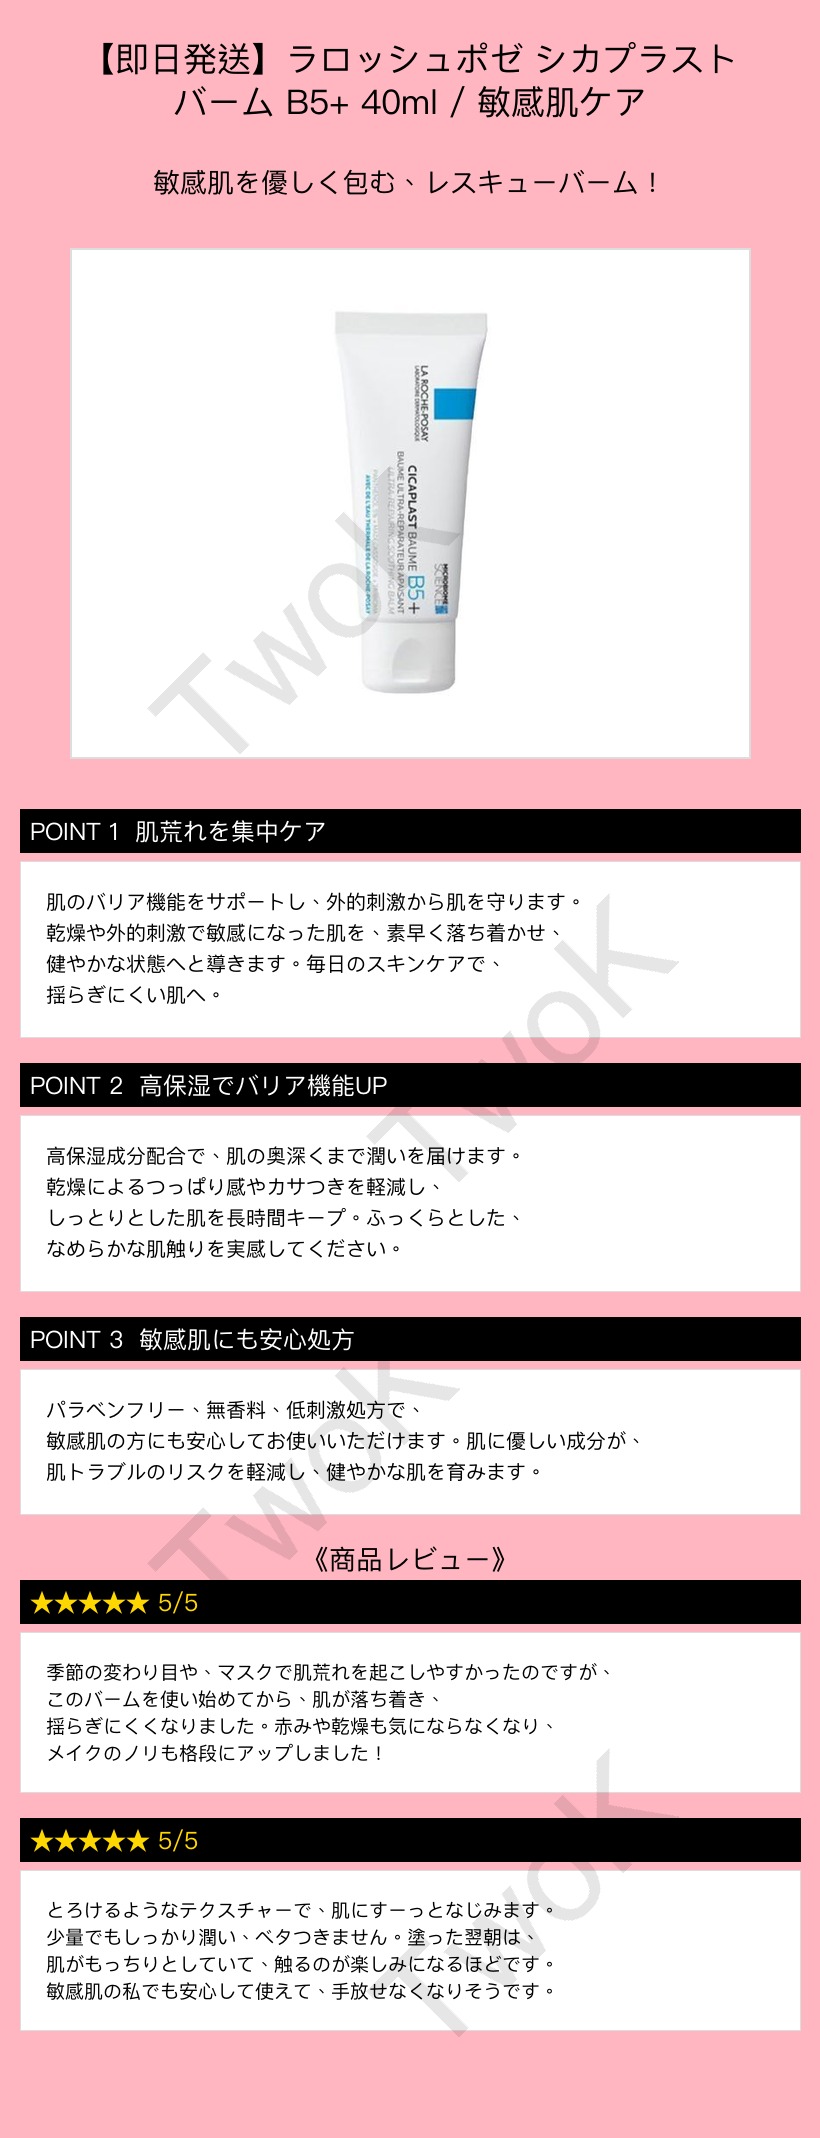 【即日発送】ラロッシュポゼ シカプラスト
バーム B5+ 40ml / 敏感肌ケア
敏感肌を優しく包む、レスキューバーム！
LA ROCHE-POSAY
LABORATOIRE DERMATOLOGIQUE
CICAPLAST BAUME B5+
BAUME ULTRA-RÉPARATEUR APAISANT
ULTRA-REPAIRING SOOTHING BALM
AVEC DE L'EAU THERMALE DE LA ROCHE-POSAY
MICROBIOME
SCIENCE
TwoK
POINT 1 肌荒れを集中ケア
肌のバリア機能をサポートし、外的刺激から肌を守ります。
乾燥や外的刺激で敏感になった肌を、素早く落ち着かせ、
健やかな状態へと導きます。毎日のスキンケアで、
揺らぎにくい肌へ。
TwoK
POINT 2 高保湿でバリア機能UP
高保湿成分配合で、肌の奥深くまで潤いを届けます。
乾燥によるつっぱり感やカサつきを軽減し、
しっとりとした肌を長時間キープ。ふっくらとした、
なめらかな肌触りを実感してください。
POINT 3 敏感肌にも安心処方
パラベンフリー、無香料、低刺激処方で、
敏感肌の方にも安心してお使いいただけます。肌に優しい成分が、
肌トラブルのリスクを軽減し、健やかな肌を育みます。
TwoK
《商品レビュー》
★★★★★ 5/5
季節の変わり目や、マスクで肌荒れを起こしやすかったのですが、
このバームを使い始めてから、肌が落ち着き、
揺らぎにくくなりました。赤みや乾燥も気にならなくなり、
メイクのノリも格段にアップしました！
★★★★★ 5/5
とろけるようなテクスチャーで、肌にすーっとなじみます。
少量でもしっかり潤い、ベタつきません。塗った翌朝は、
肌がもっちりとしていて、触るのが楽しみになるほどです。
敏感肌の私でも安心して使えて、手放せなくなりそうです。
TwoK